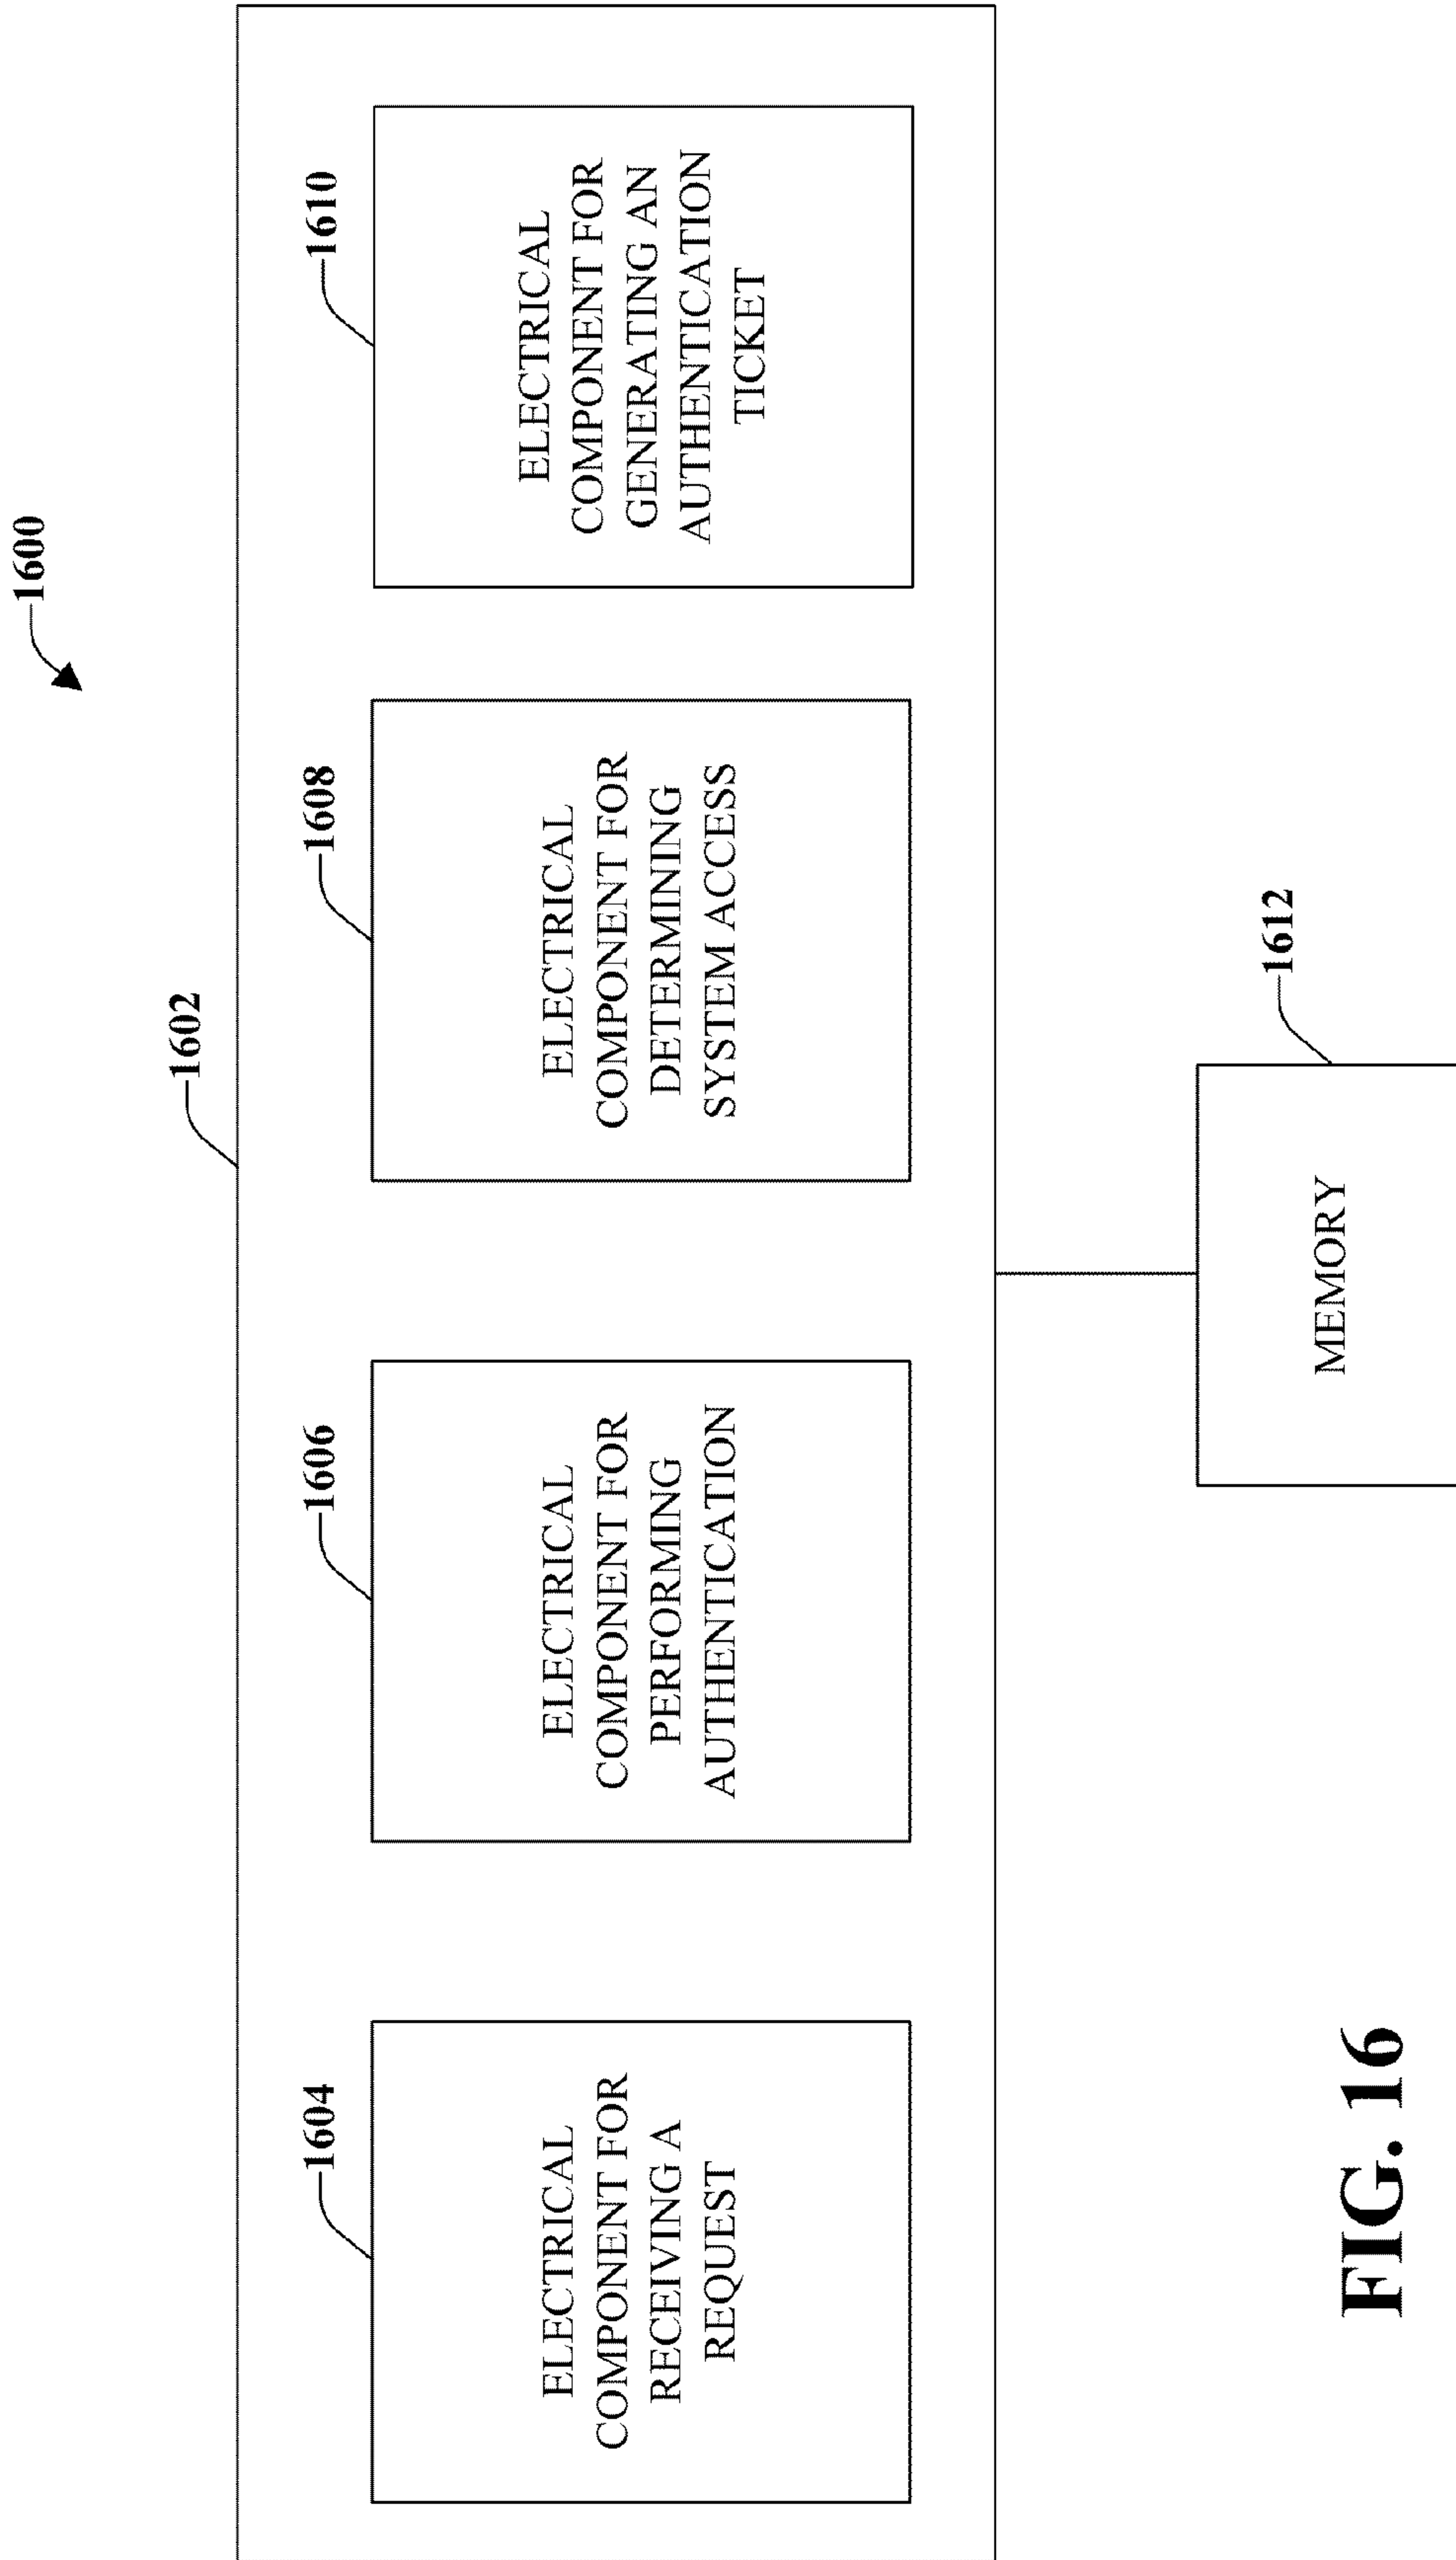 1600
1602
1604
ELECTRICAL
COMPONENT FOR
RECEIVING A
REQUEST
1606
ELECTRICAL
COMPONENT FOR
PERFORMING
AUTHENTICATION
1608
ELECTRICAL
COMPONENT FOR
DETERMINING
SYSTEM ACCESS
1610
ELECTRICAL
COMPONENT FOR
GENERATING AN
AUTHENTICATION
TICKET
1612
MEMORY
FIG. 16